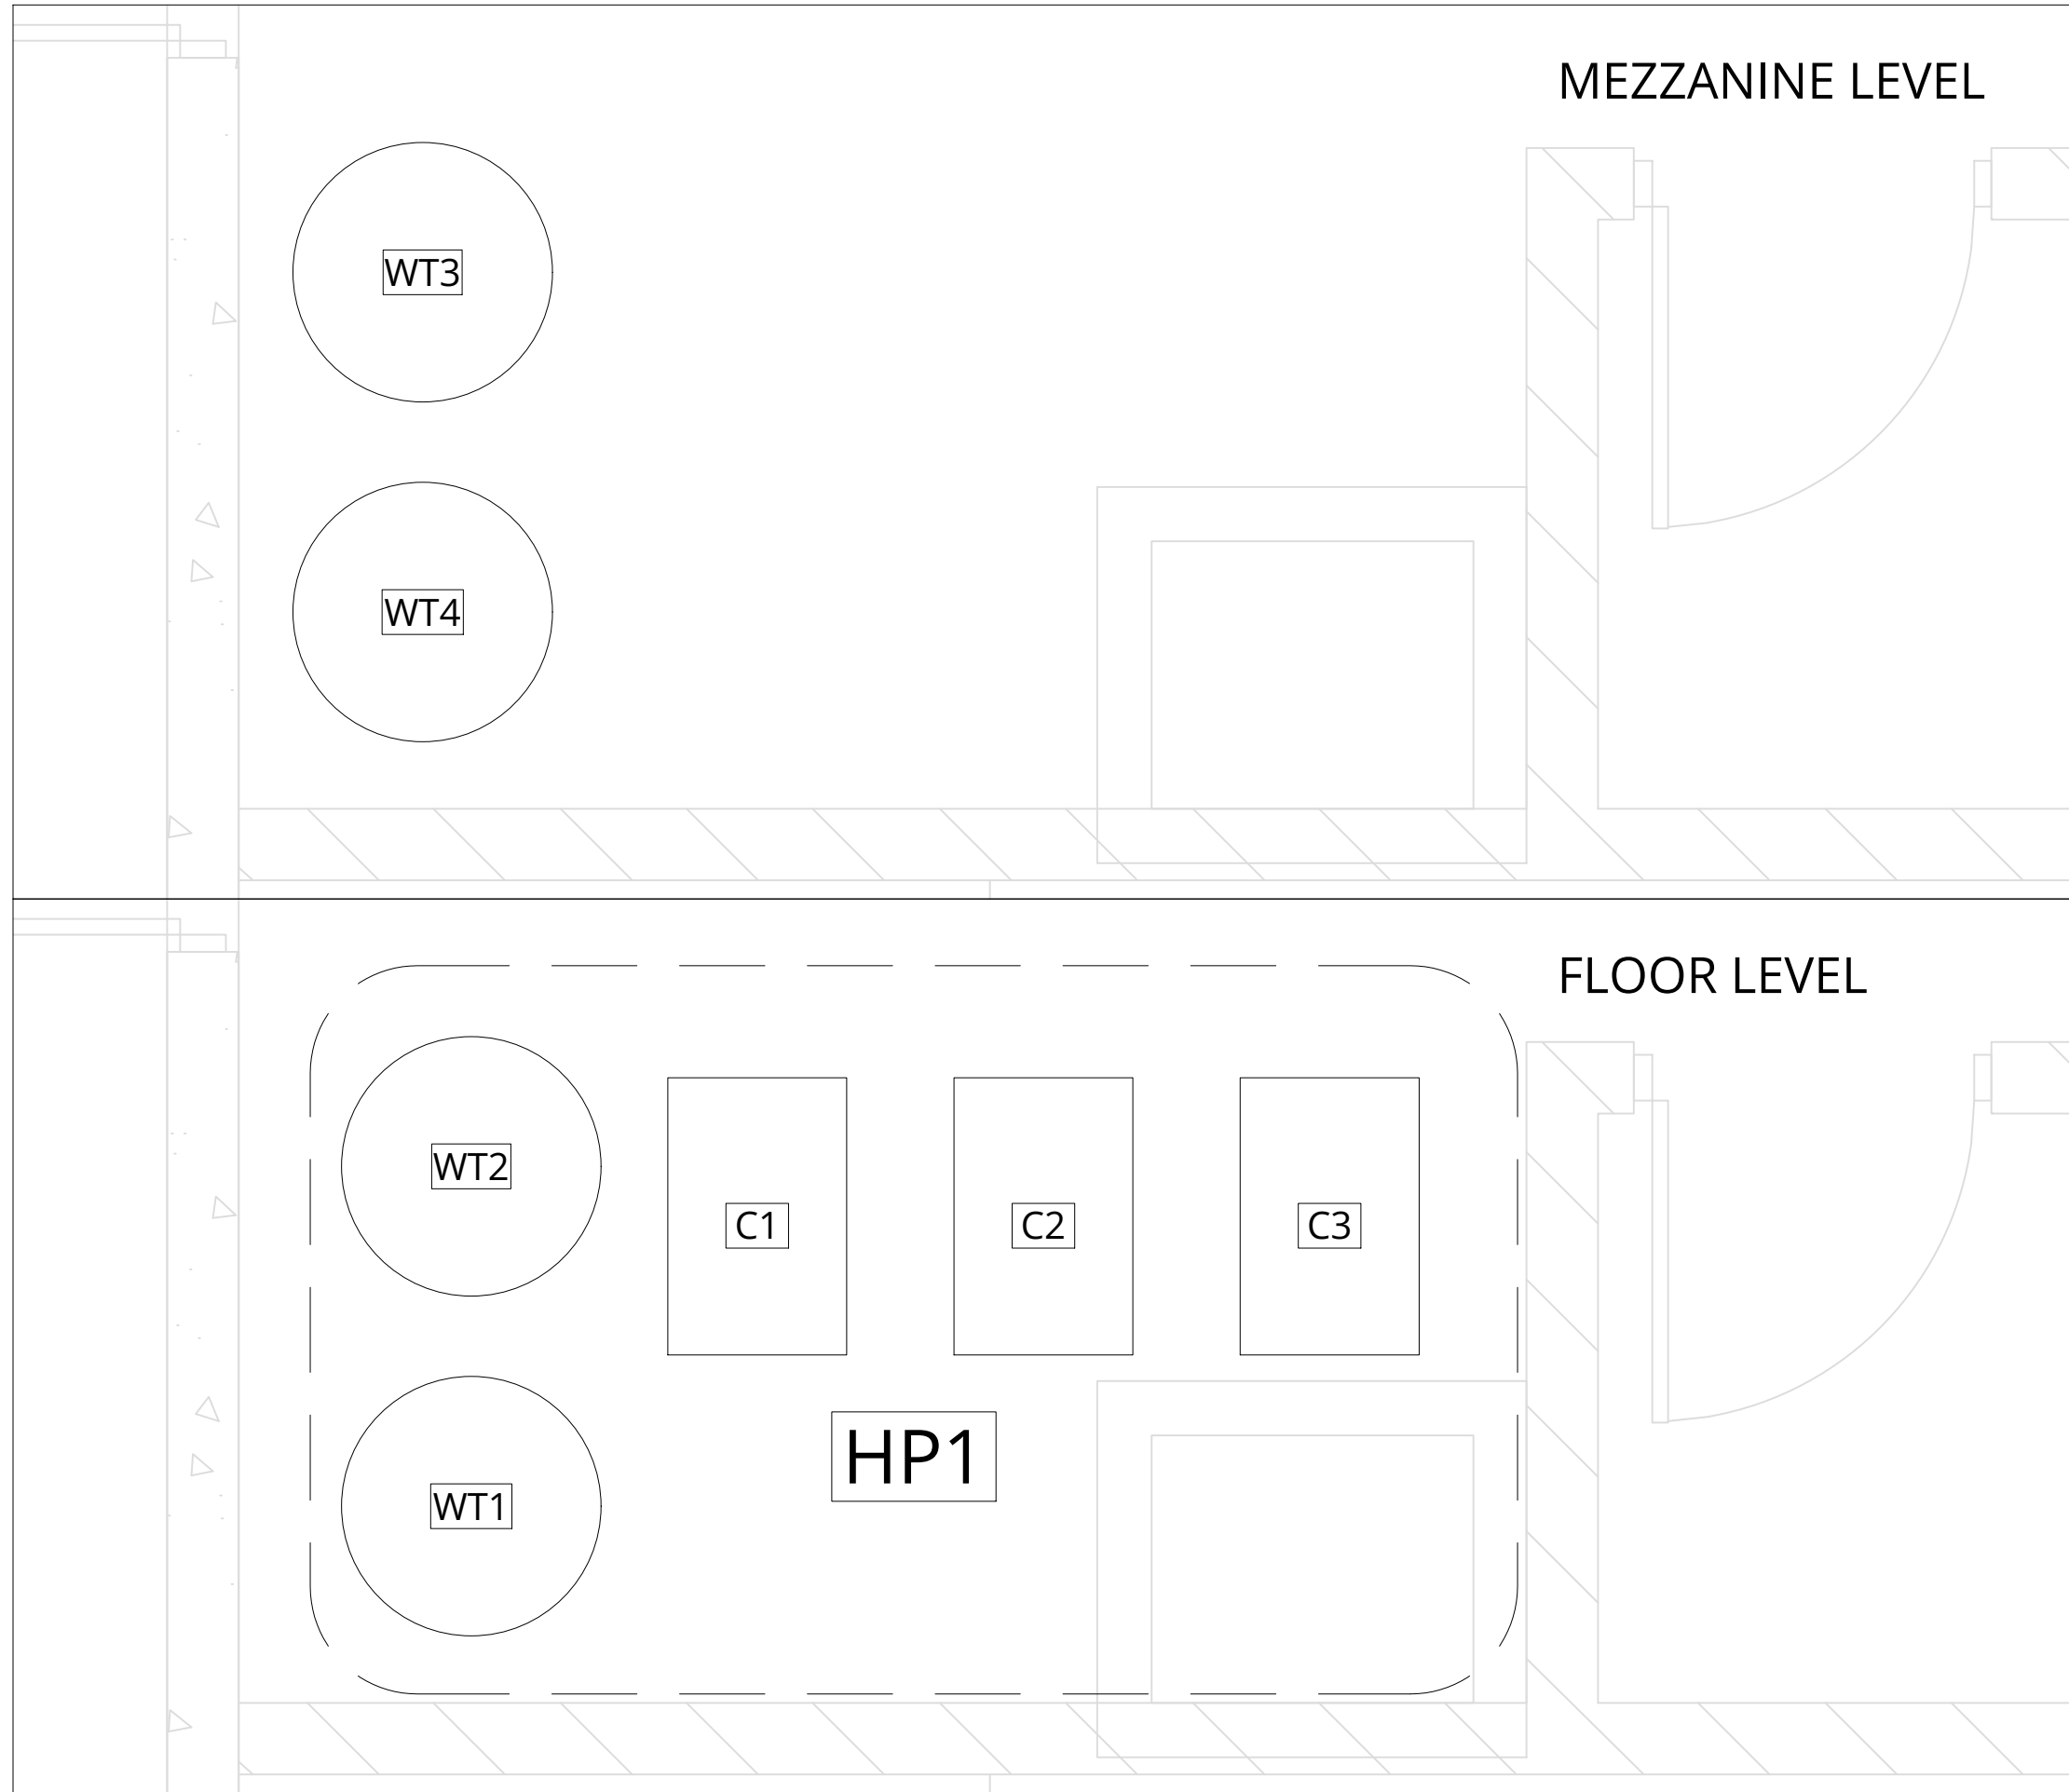 MEZZANINE LEVEL
WT3
WT4
FLOOR LEVEL
WT2
C1
C2
C3
HP1
WT1